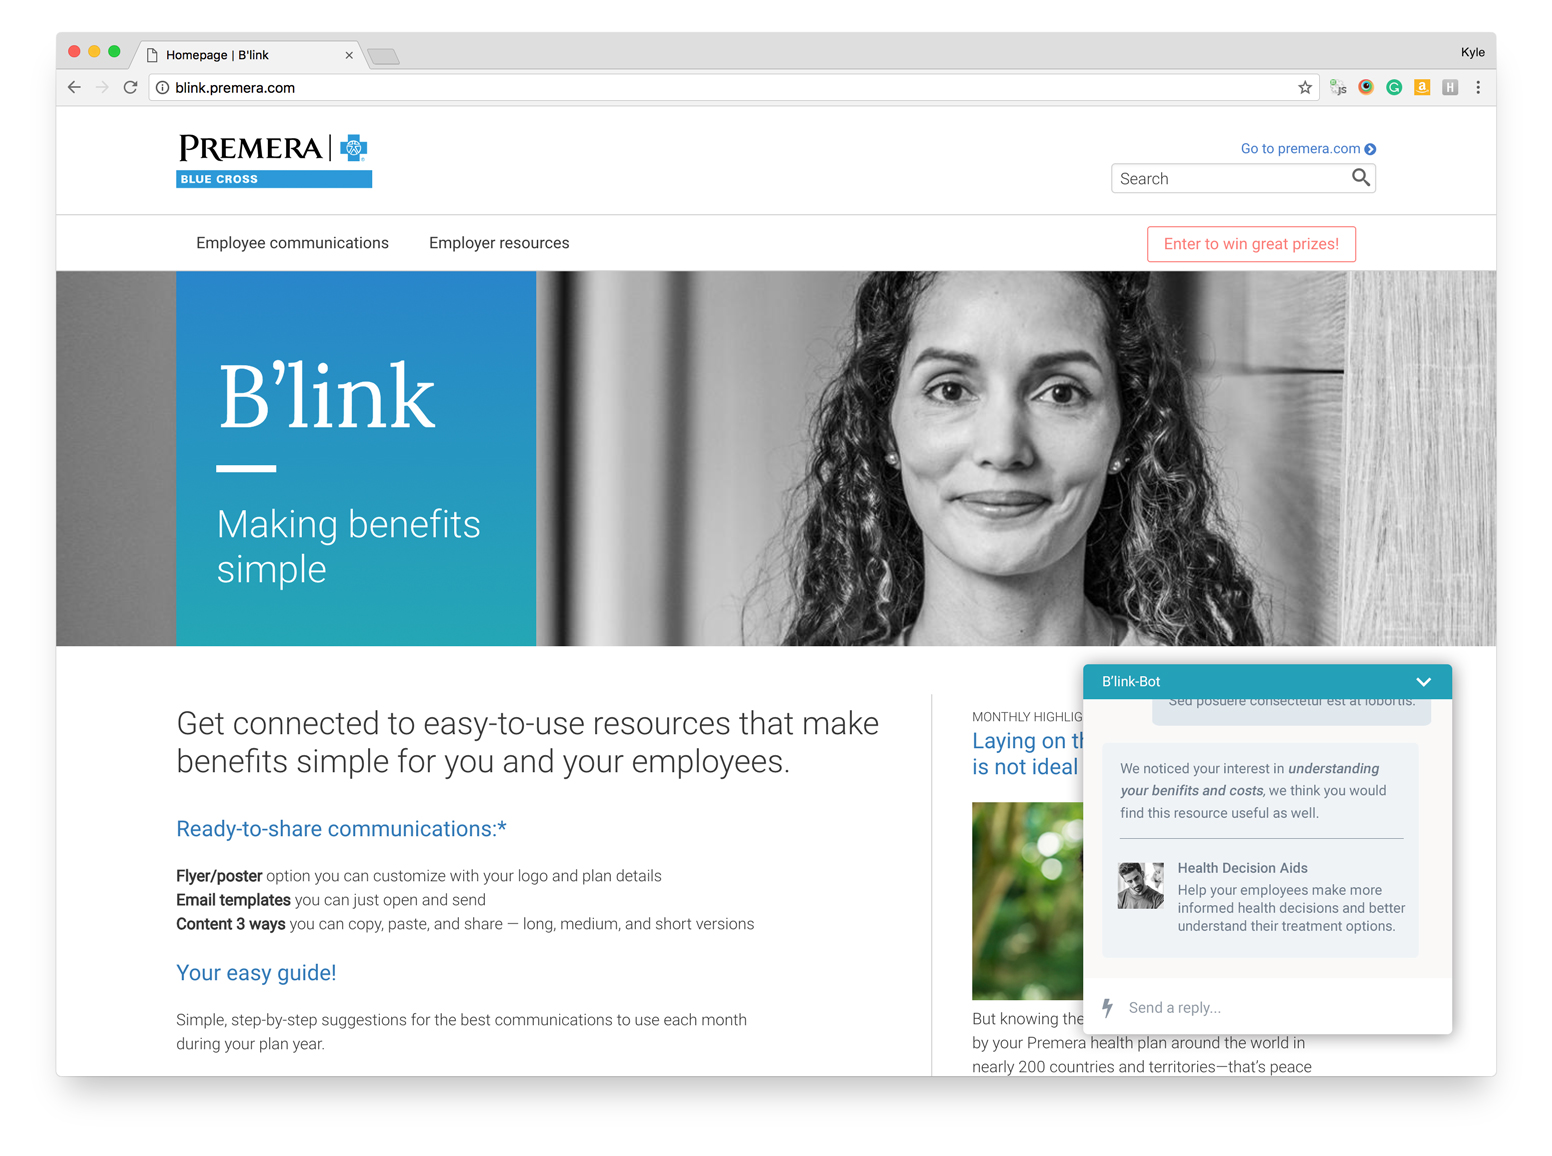 Homepage | B'link
Kyle
blink.premera.com
PREMERA
BLUE CROSS
Go to premera.com
Search
Employee communications
Employer resources
Enter to win great prizes!
B’link
Making benefits
simple
Get connected to easy-to-use resources that make
benefits simple for you and your employees.
Ready-to-share communications:*
Flyer/poster option you can customize with your logo and plan details
Email templates you can just open and send
Content 3 ways you can copy, paste, and share — long, medium, and short versions
Your easy guide!
Simple, step-by-step suggestions for the best communications to use each month
during your plan year.
MONTHLY HIGHLIG
Laying on th
is not ideal
But knowing the
by your Premera health plan around the world in
nearly 200 countries and territories—that’s peace
B’link-Bot
Sed posuere consectetur est at lobortis.
We noticed your interest in understanding
your benifits and costs, we think you would
find this resource useful as well.
Health Decision Aids
Help your employees make more
informed health decisions and better
understand their treatment options.
Send a reply...